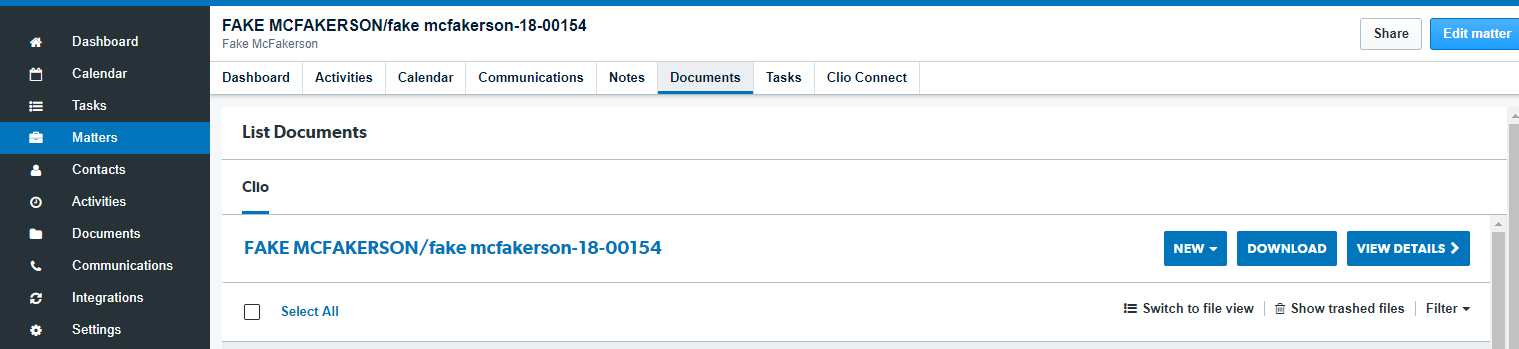 Dashboard
Calendar
Tasks
Matters
Contacts
Activities
Documents
Communications
Integrations
Settings
FAKE MCFAKERSON/fake mcfakerson-18-00154
Fake McFakerson
Share
Edit matter
Dashboard Activities Calendar Communications Notes Documents Tasks Clio Connect
List Documents
Clio
FAKE MCFAKERSON/fake mcfakerson-18-00154
NEW DOWNLOAD VIEW DETAILS
Select All
Switch to file view Show trashed files Filter